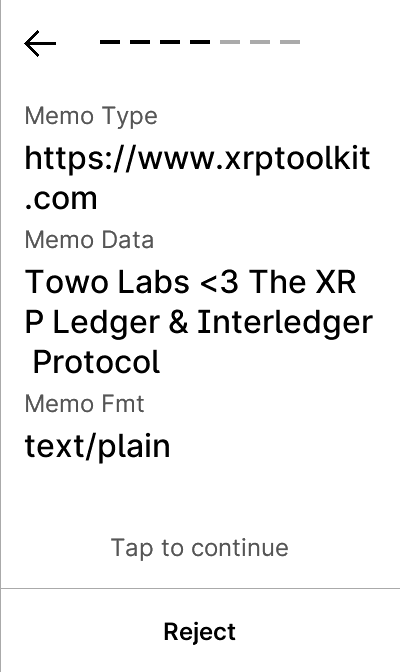 Memo Type
https://www.xrptoolkit
.com
Memo Data
Towo Labs <3 The XR
P Ledger & Interledger
Protocol
Memo Fmt
text/plain
Tap to continue
Reject